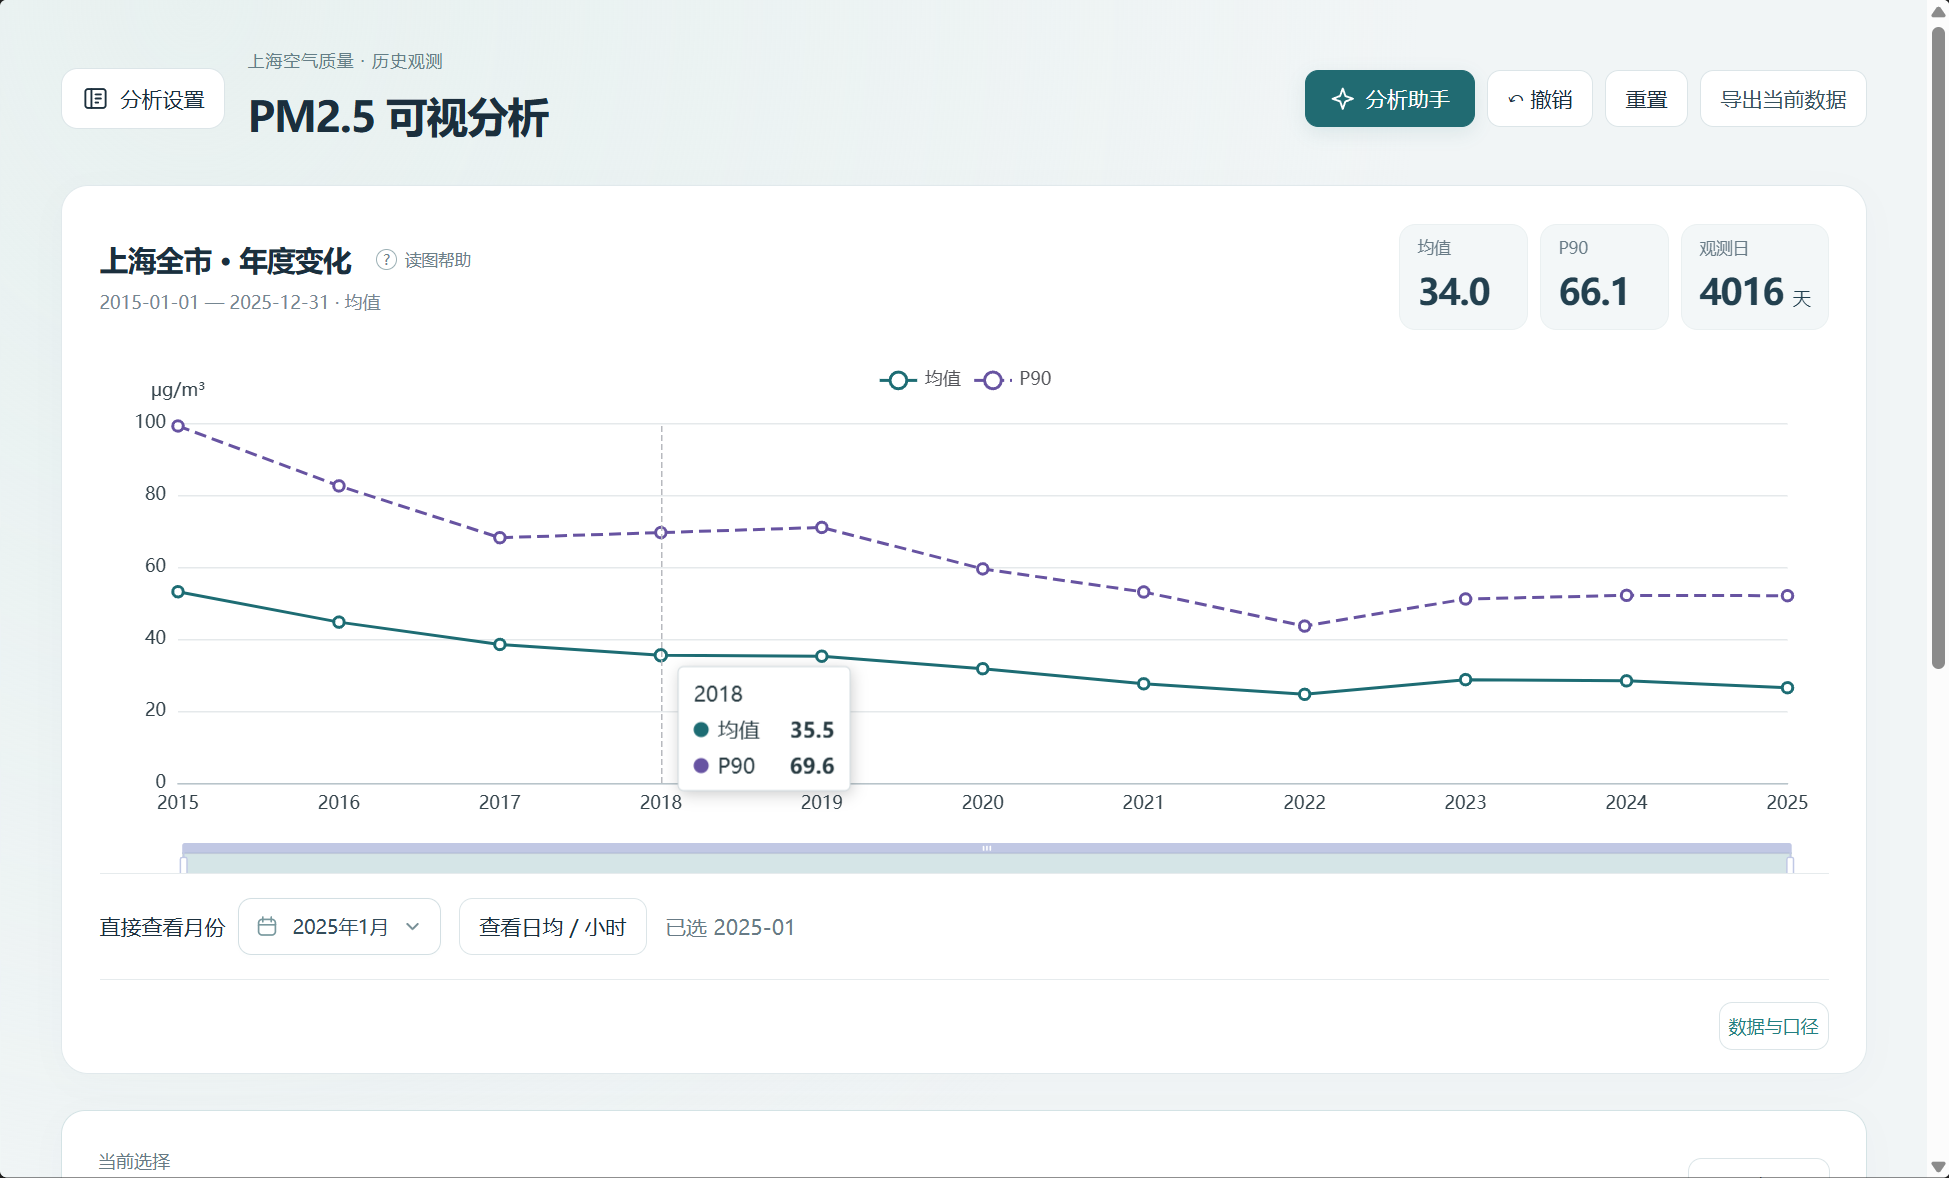 上海空气质量 · 历史观测
分析设置
PM2.5 可视分析
分析助手
撤销
重置
导出当前数据
上海全市 · 年度变化
? 读图帮助
2015-01-01 — 2025-12-31 · 均值
均值
34.0
P90
66.1
观测日
4016 天
均值 P90
μg/m³
100
80
60
40
20
0
2018
均值 35.5
P90 69.6
2015 2016 2017 2018 2019 2020 2021 2022 2023 2024 2025
直接查看月份
2025年1月
查看日均 / 小时
已选 2025-01
数据与口径
当前选择